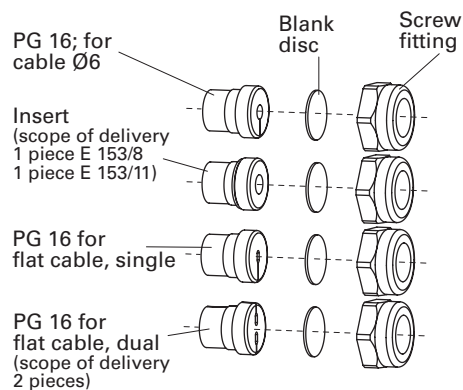 PG 16; for
cable Ø6
Blank
disc
Screw
fitting
Insert
(scope of delivery
1 piece E 153/8
1 piece E 153/11)
PG 16 for
flat cable, single
PG 16 for
flat cable, dual
(scope of delivery
2 pieces)